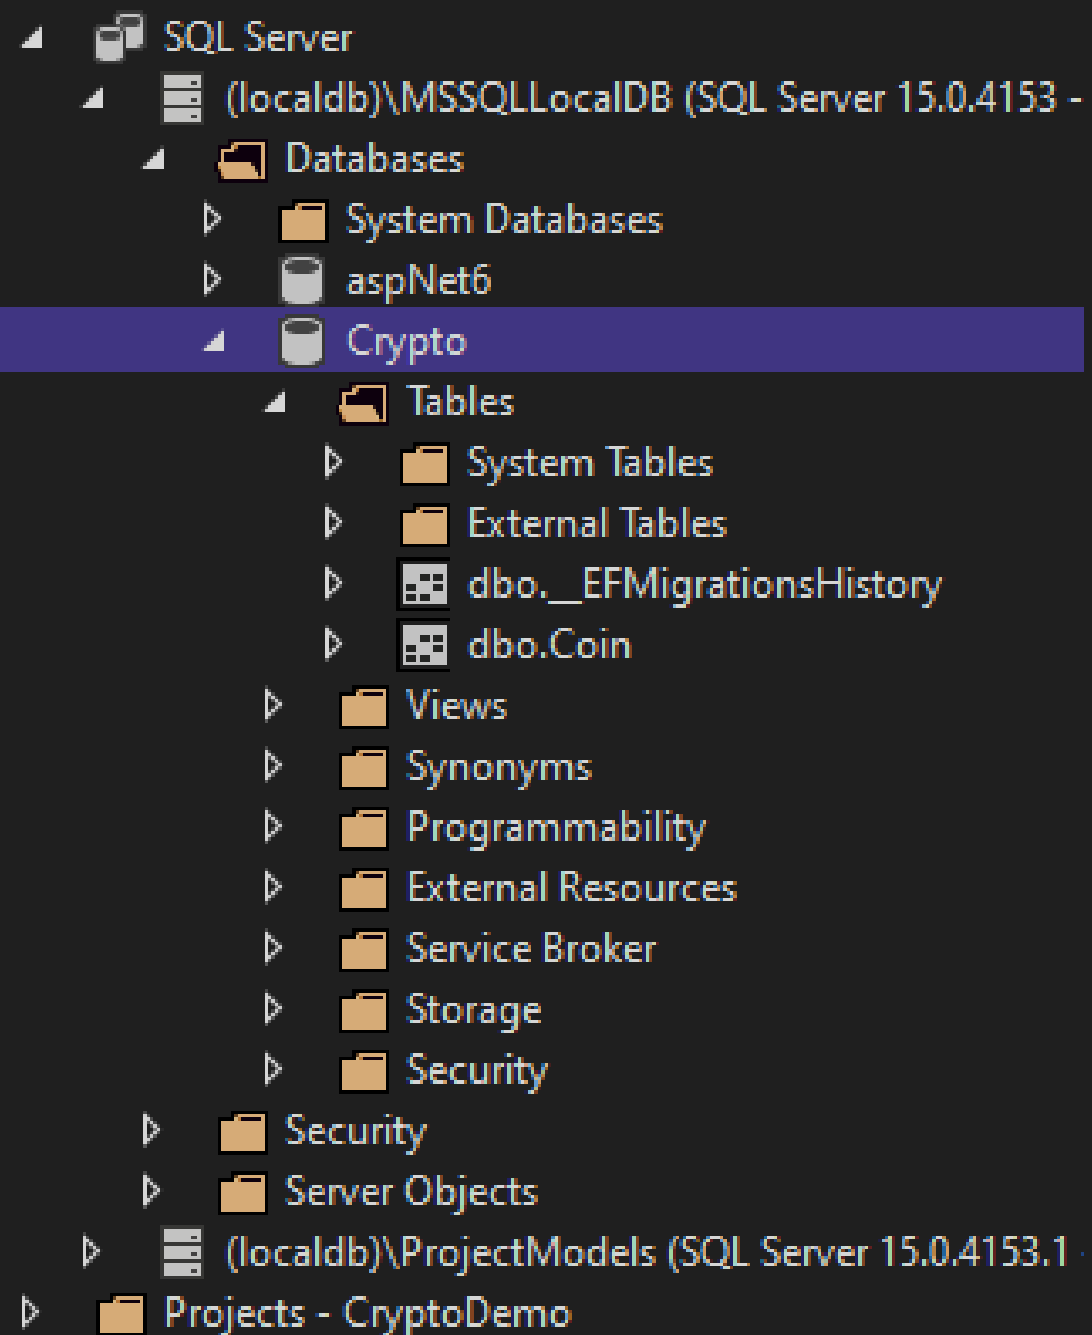 SQL Server
(localdb)\MSSQLLocalDB (SQL Server 15.0.4153 -
Databases
System Databases
aspNet6
Crypto
Tables
System Tables
External Tables
dbo.__EFMigrationsHistory
dbo.Coin
Views
Synonyms
Programmability
External Resources
Service Broker
Storage
Security
Security
Server Objects
(localdb)\ProjectModels (SQL Server 15.0.4153.1
Projects - CryptoDemo